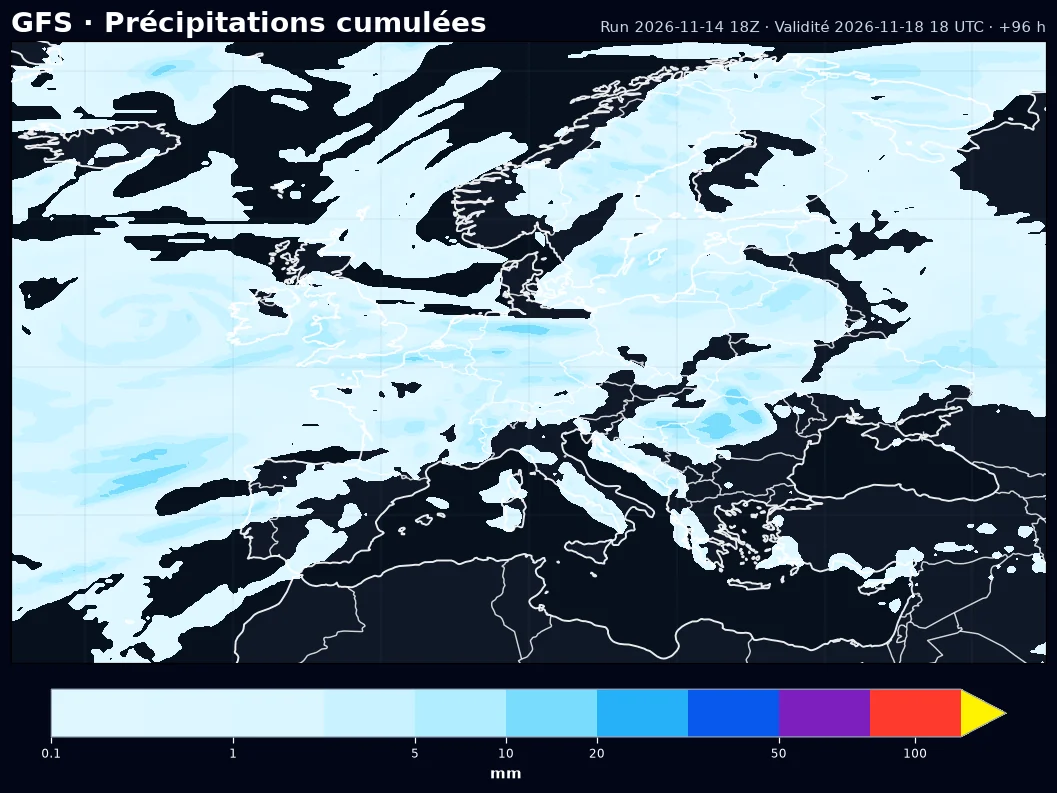 GFS · Précipitations cumulées
Run 2026-11-14 18Z · Validité 2026-11-18 18 UTC · +96 h
0.1 1 5 10 20 50 100
mm